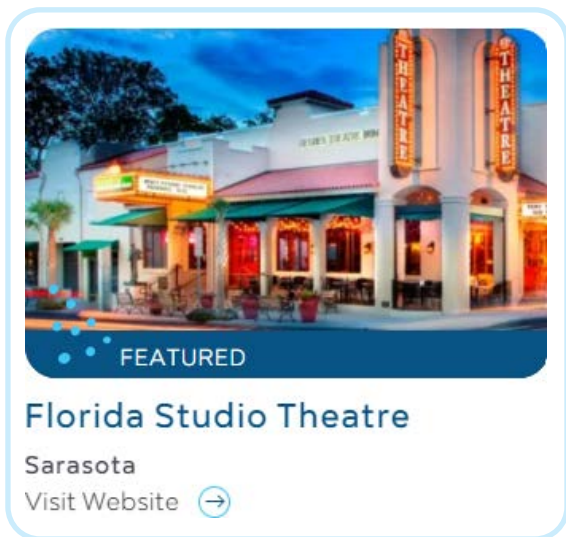 THEATRE
THEATRE
FEATURED
Florida Studio Theatre
Sarasota
Visit Website